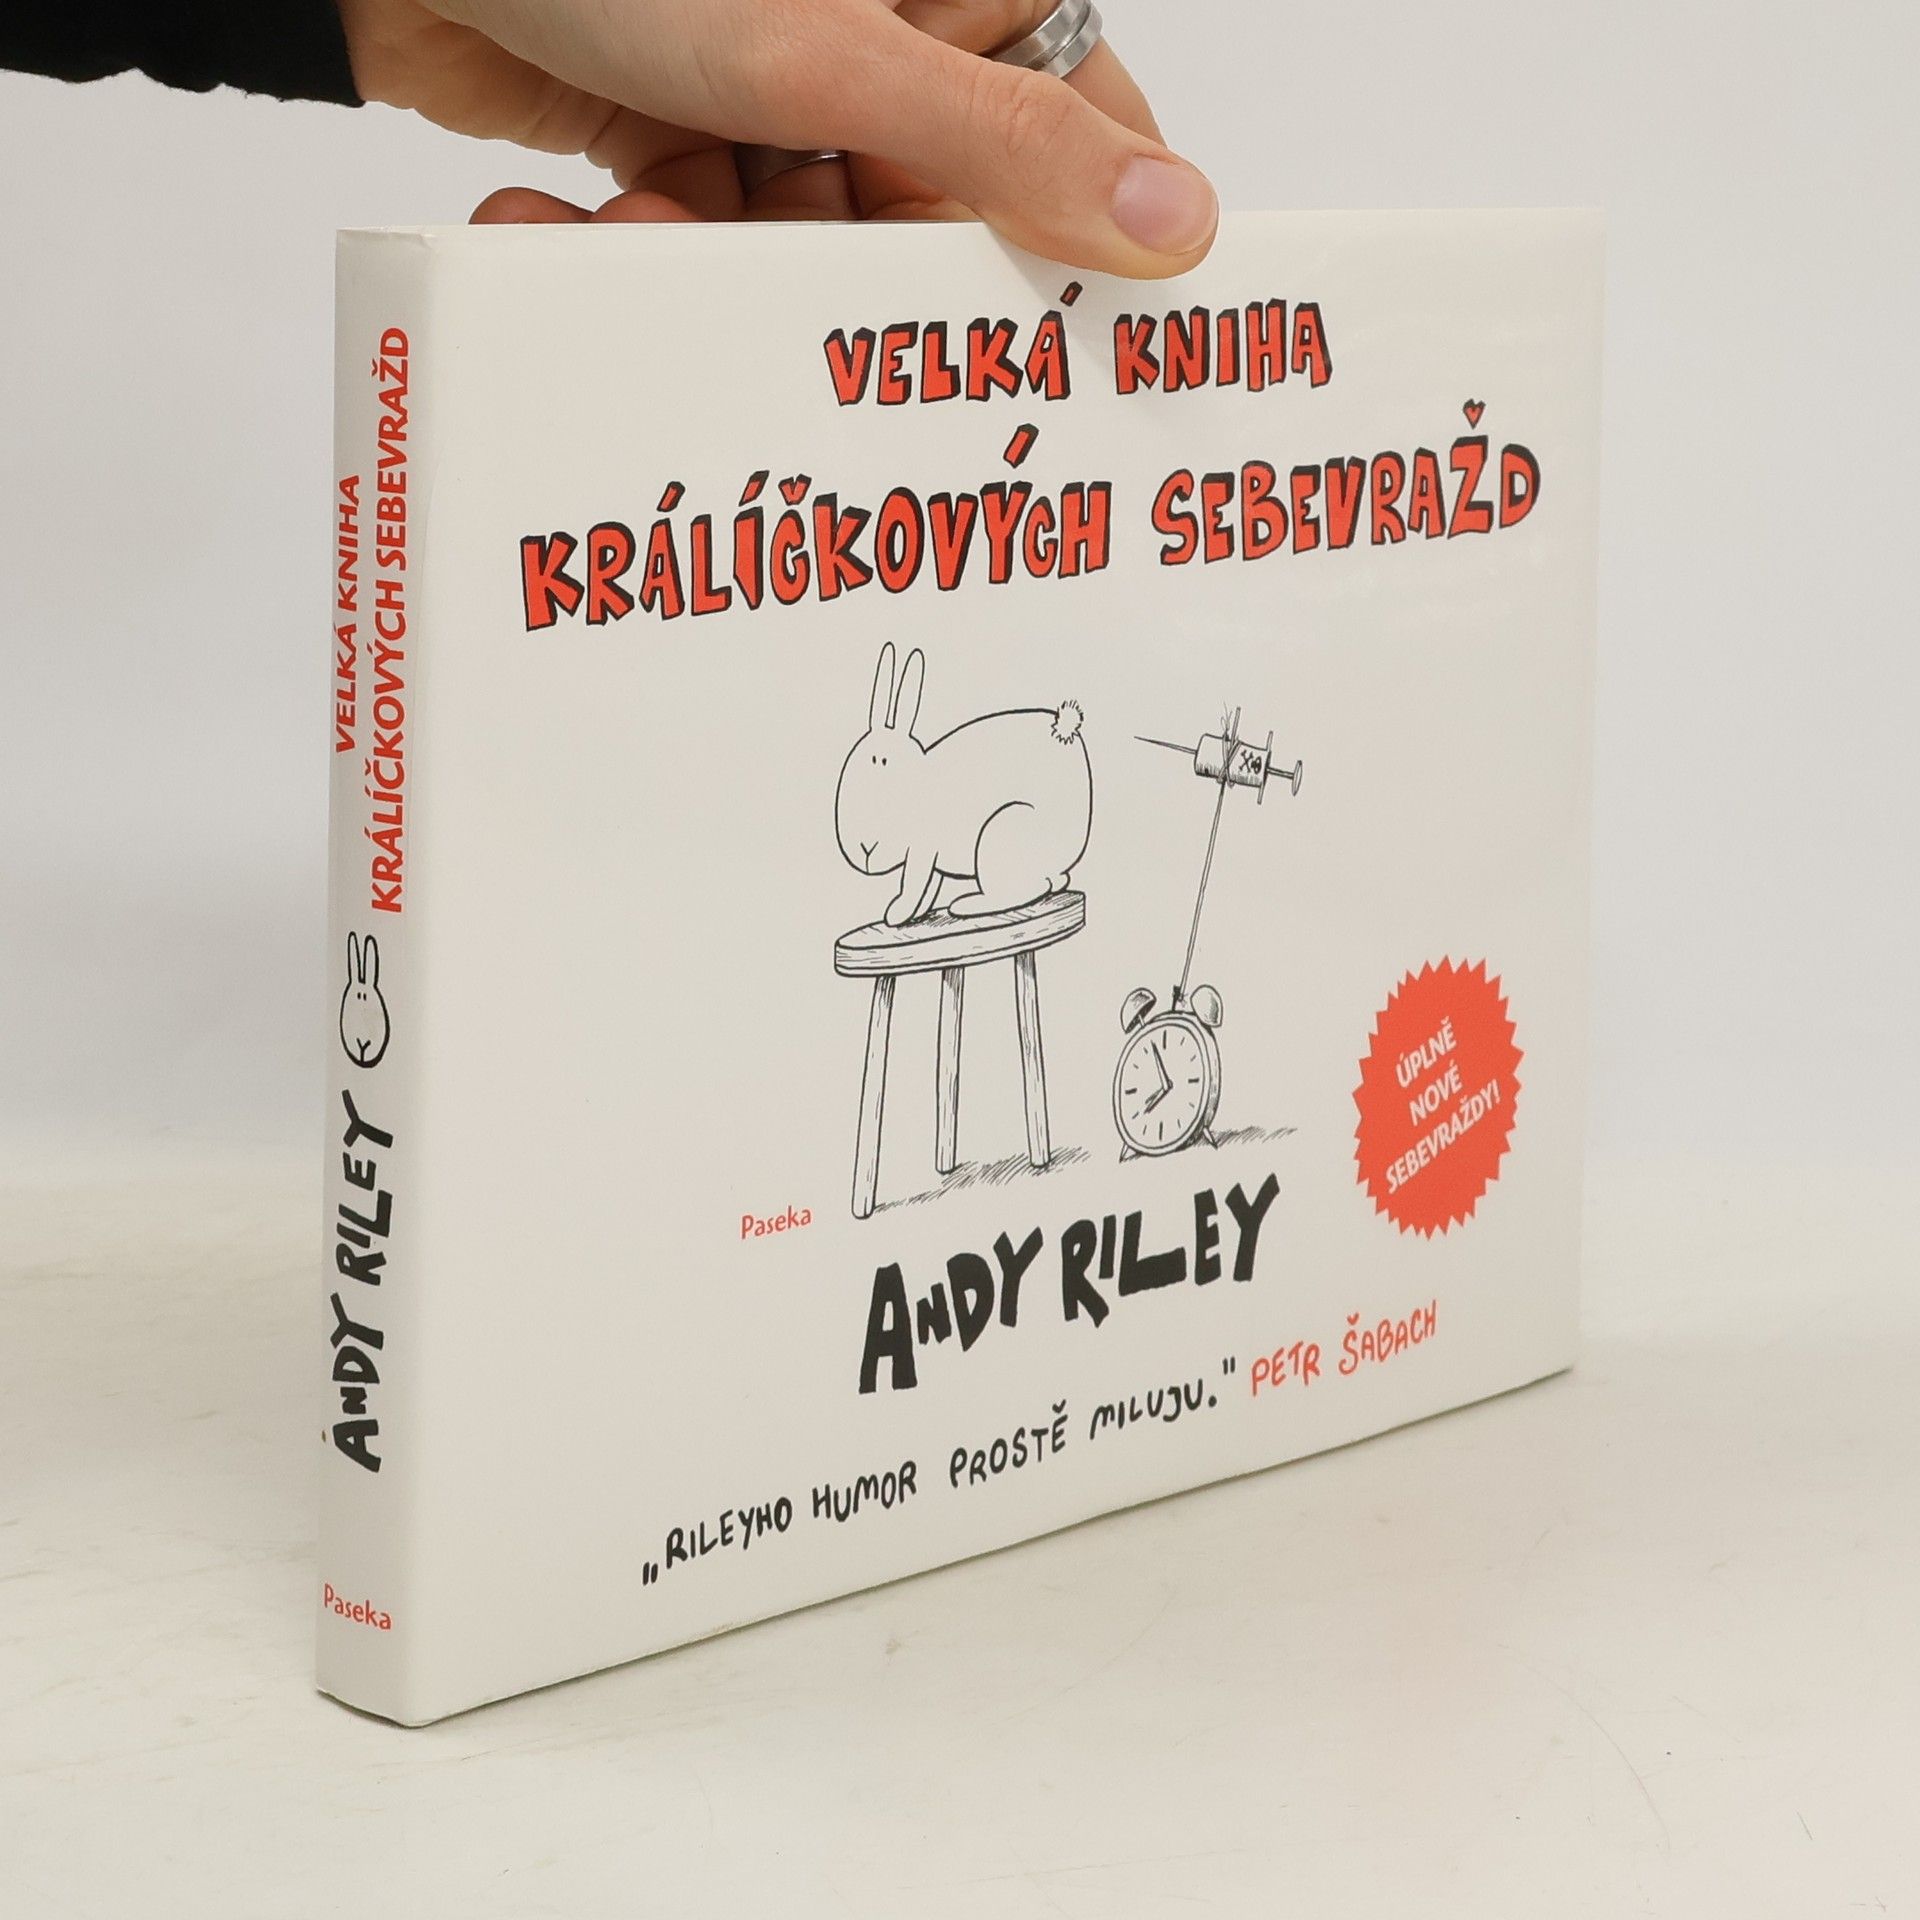 VELKÁ KNIHA
KRÁLÍČKOVÝCH SEBEVRAŽD
ANDY RILEY
Paseka
VELKÁ KNIHA
KRÁLÍČKOVÝCH SEBEVRAŽD
ÚPLNĚ
NOVÉ
SEBEVRAŽDY!
Paseka
ANDY RILEY
„RILEYHO HUMOR PROSTĚ MILUJU." PETR ŠABACH